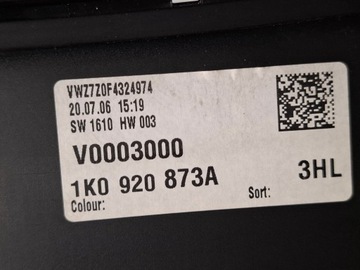 VWZ7Z0F4324974
20.07.06 15:19
SW 1610 HW 003
V0003000
1K0 920 873A 3HL
Colour: Sort: